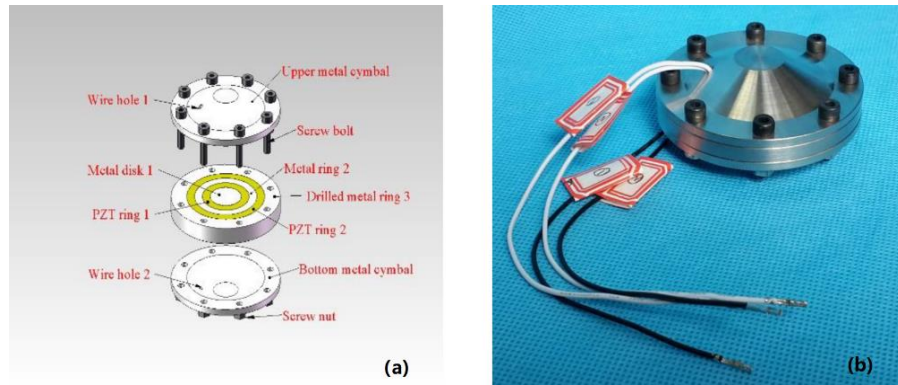 Upper metal cymbal
Wire hole 1
Screw bolt
Metal disk 1
Metal ring 2
Drilled metal ring 3
PZT ring 1
PZT ring 2
Wire hole 2
Bottom metal cymbal
Screw nut
(a)
(b)